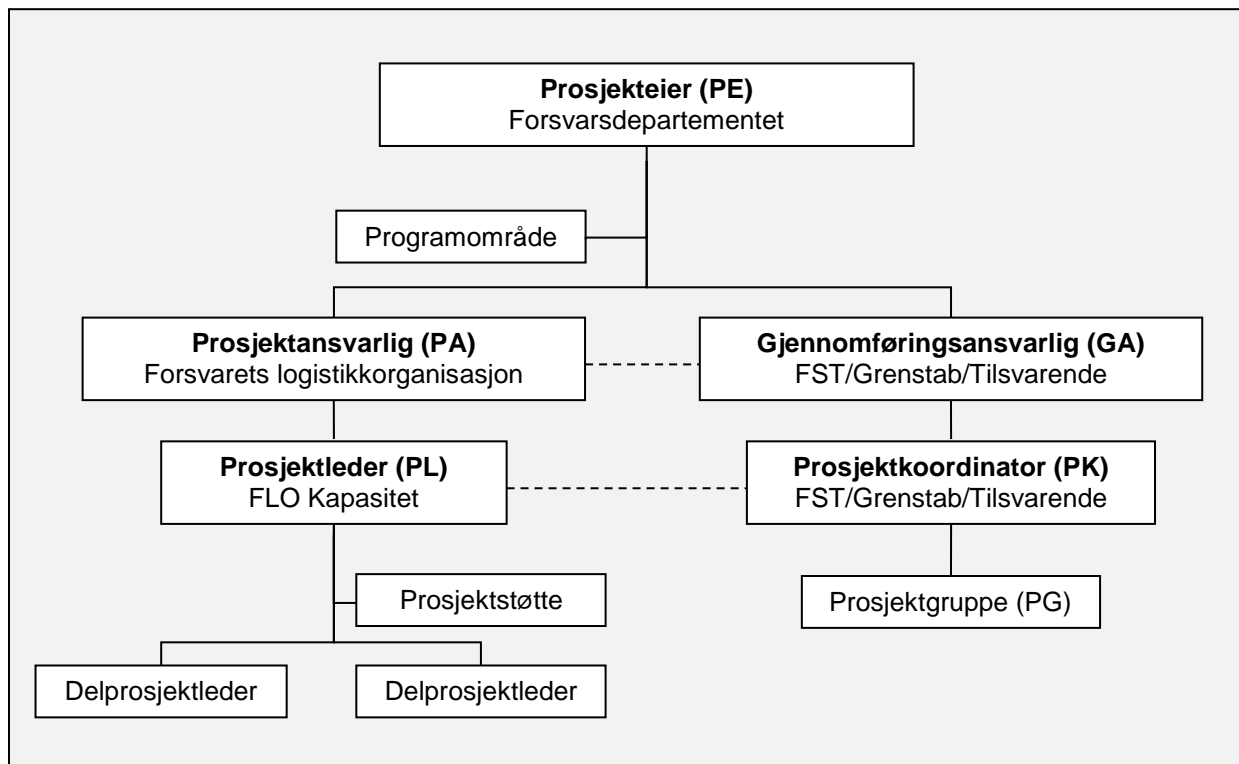 Prosjekteier (PE)
Forsvarsdepartementet
Programområde
Prosjektansvarlig (PA)
Forsvarets logistikkorganisasjon
Gjennomføringsansvarlig (GA)
FST/Grenstab/Tilsvarende
Prosjektleder (PL)
FLO Kapasitet
Prosjektkoordinator (PK)
FST/Grenstab/Tilsvarende
Prosjektstøtte
Prosjektgruppe (PG)
Delprosjektleder
Delprosjektleder